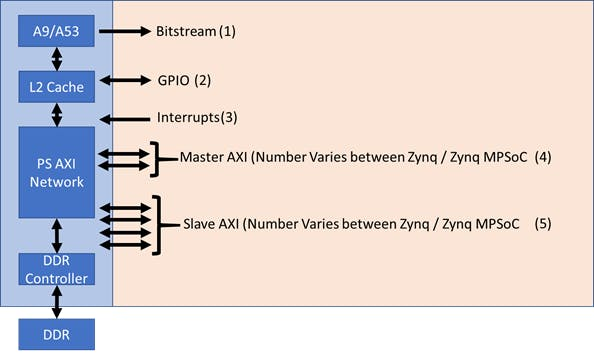 A9/A53
Bitstream (1)
L2 Cache
GPIO (2)
Interrupts(3)
PS AXI
Network
Master AXI (Number Varies between Zynq / Zynq MPSoC (4)
Slave AXI (Number Varies between Zynq / Zynq MPSoC (5)
DDR
Controller
DDR